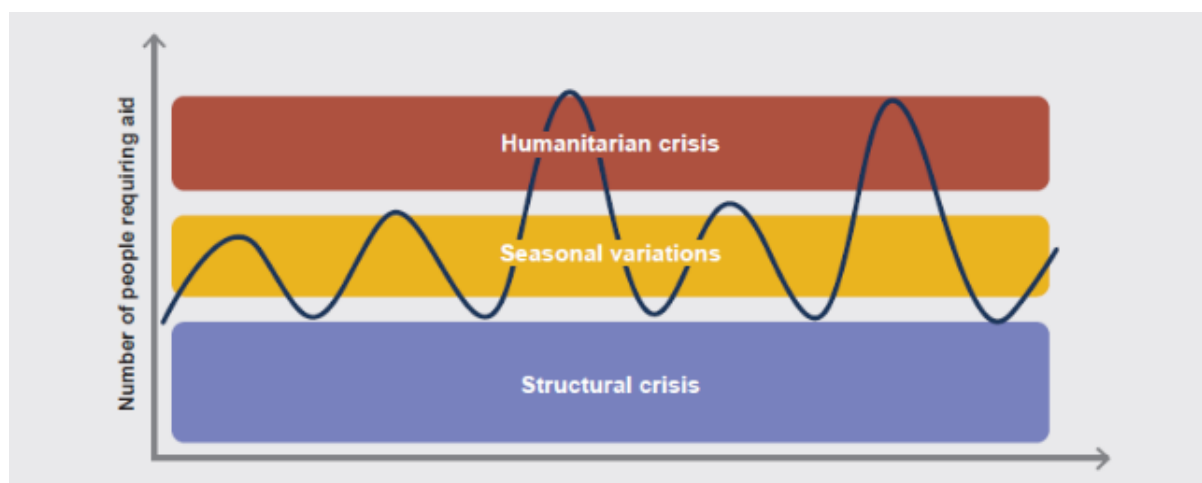 Number of people requiring aid
Humanitarian crisis
Seasonal variations
Structural crisis